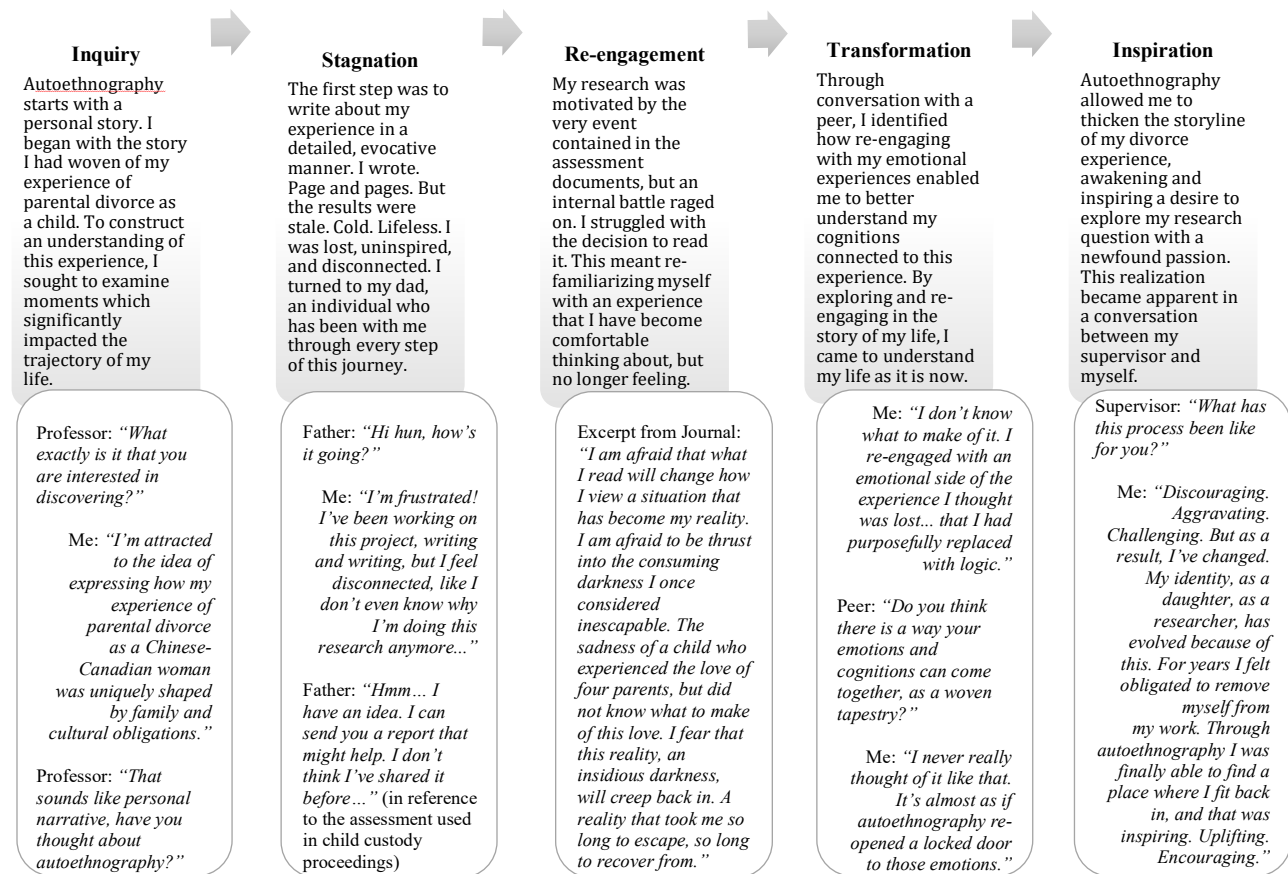 Inquiry
Autoethnography
starts with a
personal story. I
began with the story
I had woven of my
experience of
parental divorce as
a child. To construct
an understanding of
this experience, I
sought to examine
moments which
significantly
impacted the
trajectory of my
life.
Professor: “What
exactly is it that you
are interested in
discovering?”
Me: “I’m attracted
to the idea of
expressing how my
experience of
parental divorce
as a Chinese-
Canadian woman
was uniquely shaped
by family and
cultural obligations.”
Professor: “That
sounds like personal
narrative, have you
thought about
autoethnography?”
Stagnation
The first step was to
write about my
experience in a
detailed, evocative
manner. I wrote.
Page and pages. But
the results were
stale. Cold. Lifeless. I
was lost, uninspired,
and disconnected. I
turned to my dad,
an individual who
has been with me
through every step
of this journey.
Father: “Hi hun, how’s
it going?”
Me: “I’m frustrated!
I’ve been working on
this project, writing
and writing, but I feel
disconnected, like I
don’t even know why
I’m doing this
research anymore...”
Father: “Hmm… I
have an idea. I can
send you a report that
might help. I don’t
think I’ve shared it
before…” (in reference
to the assessment used
in child custody
proceedings)
Re-engagement
My research was
motivated by the
very event
contained in the
assessment
documents, but an
internal battle raged
on. I struggled with
the decision to read
it. This meant re-
familiarizing myself
with an experience
that I have become
comfortable
thinking about, but
no longer feeling.
Excerpt from Journal:
“I am afraid that what
I read will change how
I view a situation that
has become my reality.
I am afraid to be thrust
into the consuming
darkness I once
considered
inescapable. The
sadness of a child who
experienced the love of
four parents, but did
not know what to make
of this love. I fear that
this reality, an
insidious darkness,
will creep back in. A
reality that took me so
long to escape, so long
to recover from.”
Transformation
Through
conversation with a
peer, I identified
how re-engaging
with my emotional
experiences enabled
me to better
understand my
cognitions
connected to this
experience. By
exploring and re-
engaging in the
story of my life, I
came to understand
my life as it is now.
Me: “I don’t know
what to make of it. I
re-engaged with an
emotional side of the
experience I thought
was lost... that I had
purposefully replaced
with logic.”
Peer: “Do you think
there is a way your
emotions and
cognitions can come
together, as a woven
tapestry?”
Me: “I never really
thought of it like that.
It’s almost as if
autoethnography re-
opened a locked door
to those emotions.”
Inspiration
Autoethnography
allowed me to
thicken the storyline
of my divorce
experience,
awakening and
inspiring a desire to
explore my research
question with a
newfound passion.
This realization
became apparent in
a conversation
between my
supervisor and
myself.
Supervisor: “What has
this process been like
for you?”
Me: “Discouraging.
Aggravating.
Challenging. But as a
result, I’ve changed.
My identity, as a
daughter, as a
researcher, has
evolved because of
this. For years I felt
obligated to remove
myself from
my work. Through
autoethnography I was
finally able to find a
place where I fit back
in, and that was
inspiring. Uplifting.
Encouraging.”